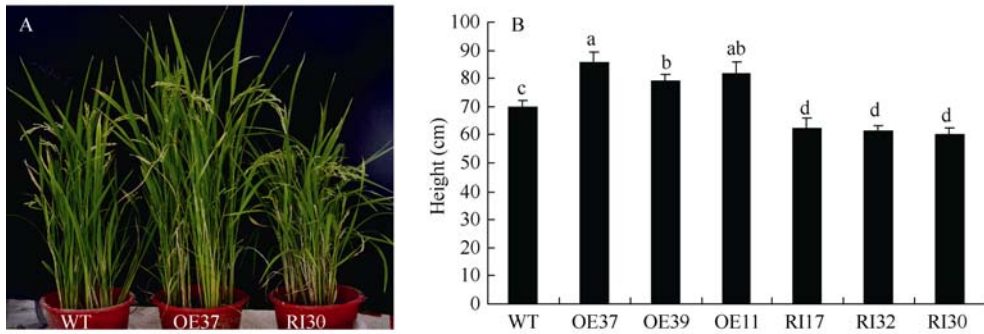 A
WT OE37 RI30
B
Height (cm)
100
90
80
70
60
50
40
30
20
10
0
c a b ab d d d
WT OE37 OE39 OE11 RI17 RI32 RI30